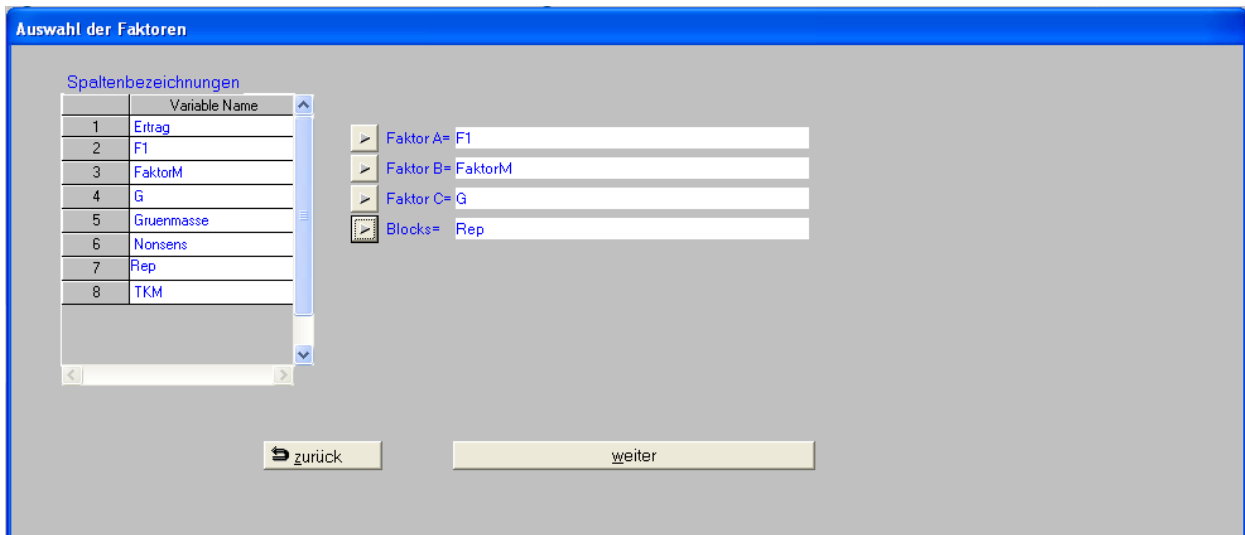 Auswahl der Faktoren
Spaltenbezeichnungen
Variable Name
1 Ertrag
2 F1
3 FaktorM
4 G
5 Gruenmasse
6 Nonsens
7 Rep
8 TKM
Faktor A= F1
Faktor B= FaktorM
Faktor C= G
Blocks= Rep
zurück
weiter